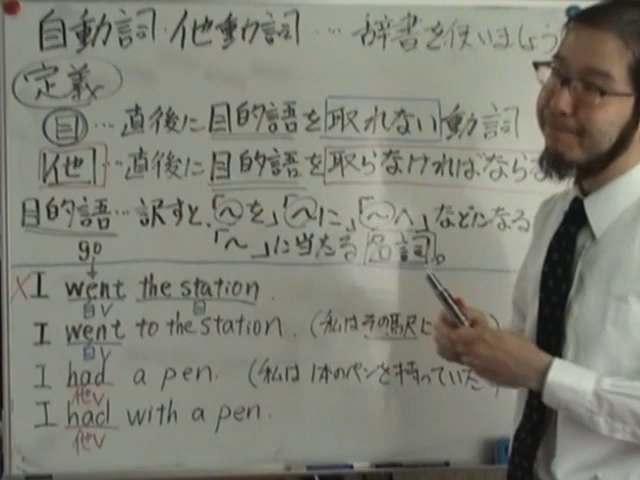 自動詞・他動詞 … 辞書を使いましょう
定義
自…直後に目的語を取れない動詞
他…直後に目的語を取らなければならな
目的語…訳すと、「〜を」「〜に」、「〜へ」などになる
「〜」に当たる名詞。
go
× I went the station.
自V 目
I went to the station. (私はその駅に
自V
I had a pen. (私は1本のペンを持っていた)
他V
I had with a pen.
他V